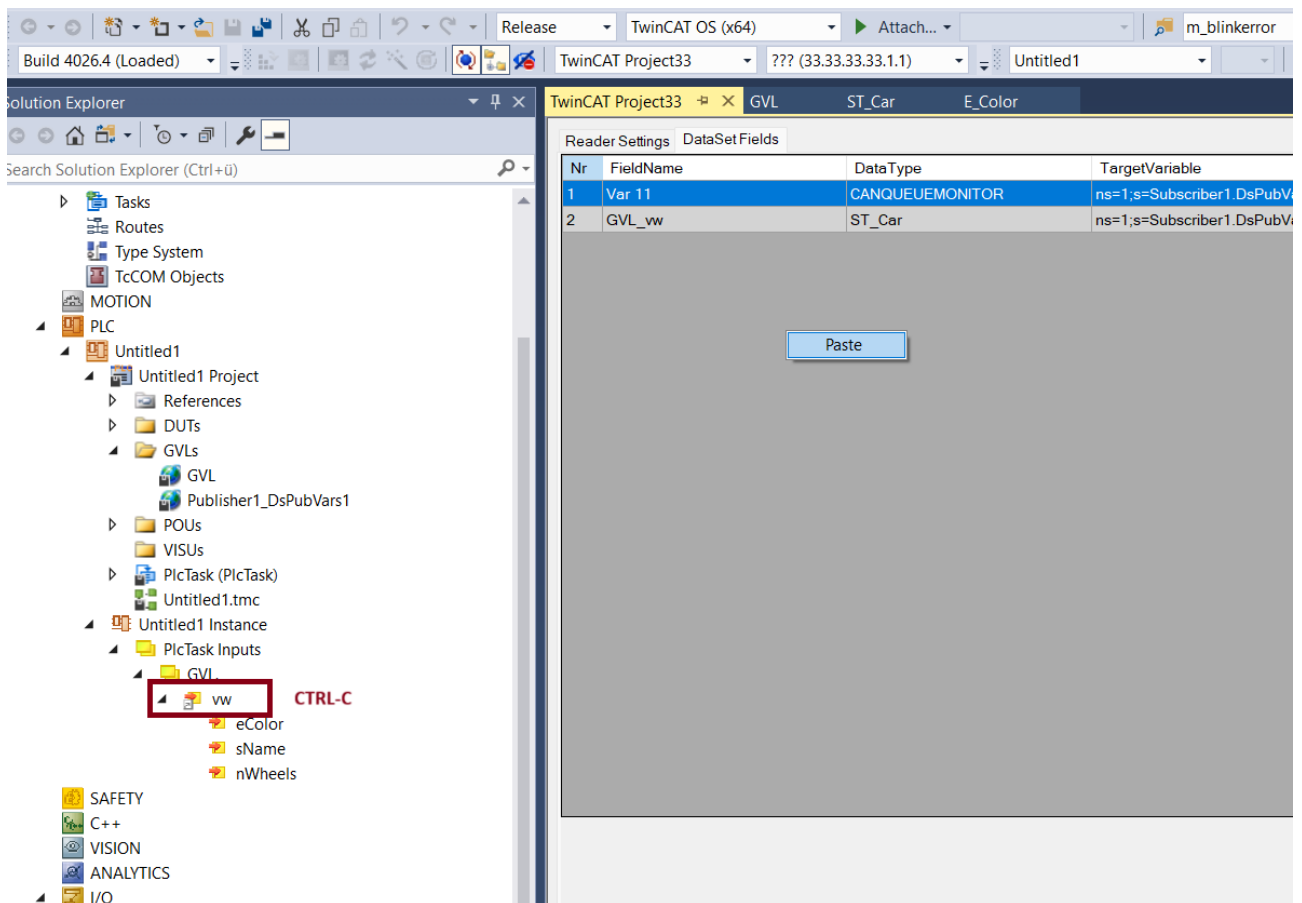 Release
TwinCAT OS (x64)
Attach...
m_blinkerror
Build 4026.4 (Loaded)
TwinCAT Project33
??? (33.33.33.33.1.1)
Untitled1
Solution Explorer
Search Solution Explorer (Ctrl+ü)
Tasks
Routes
Type System
TcCOM Objects
MOTION
PLC
Untitled1
Untitled1 Project
References
DUTs
GVLs
GVL
Publisher1_DsPubVars1
POUs
VISUs
PlcTask (PlcTask)
Untitled1.tmc
Untitled1 Instance
PlcTask Inputs
GVL
vw
CTRL-C
eColor
sName
nWheels
SAFETY
C++
VISION
ANALYTICS
I/O
TwinCAT Project33
GVL
ST_Car
E_Color
Reader Settings
DataSet Fields
Nr FieldName DataType TargetVariable
1 Var 11 CANQUEUEMONITOR ns=1;s=Subscriber1.DsPubVa
2 GVL_vw ST_Car ns=1;s=Subscriber1.DsPubVa
Paste